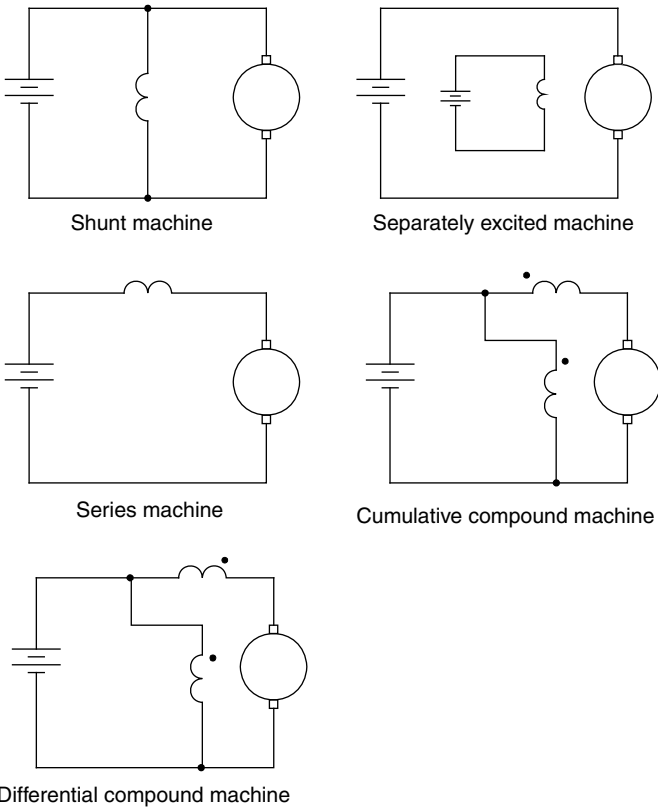 Shunt machine
Separately excited machine
Series machine
Cumulative compound machine
Differential compound machine